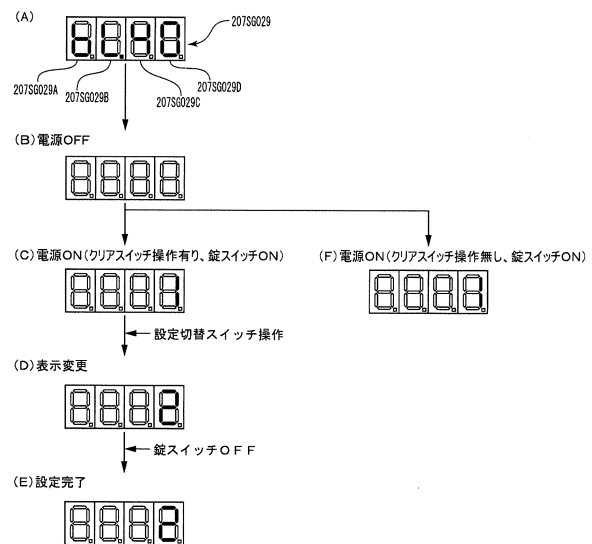 (A)
207SG029
207SG029A
207SG029B
207SG029C
207SG029D
(B)電源OFF
(C)電源ON(クリアスイッチ操作有り、錠スイッチON)
(F)電源ON(クリアスイッチ操作無し、錠スイッチON)
1
1
設定切替スイッチ操作
(D)表示変更
2
錠スイッチOFF
(E)設定完了
2